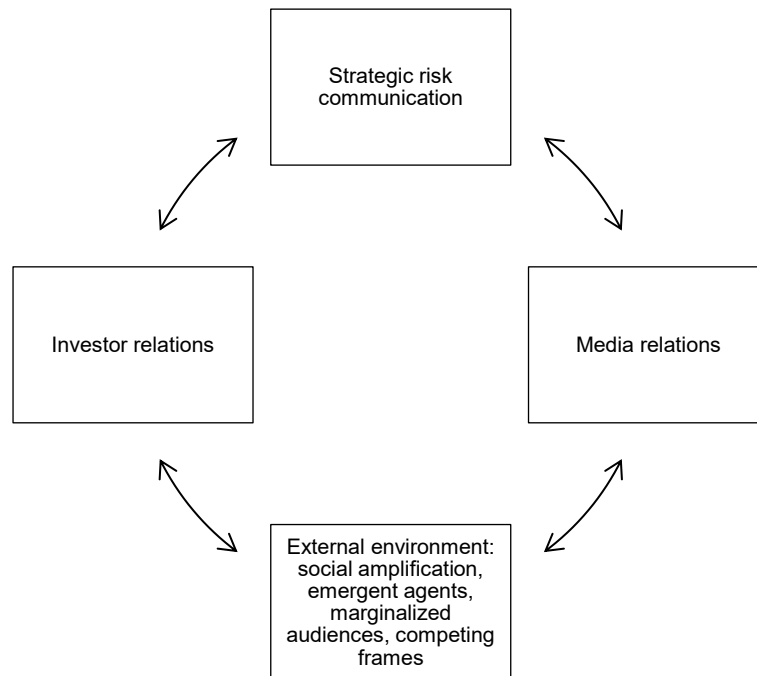 Strategic risk
communication
Investor relations
Media relations
External environment:
social amplification,
emergent agents,
marginalized
audiences, competing
frames